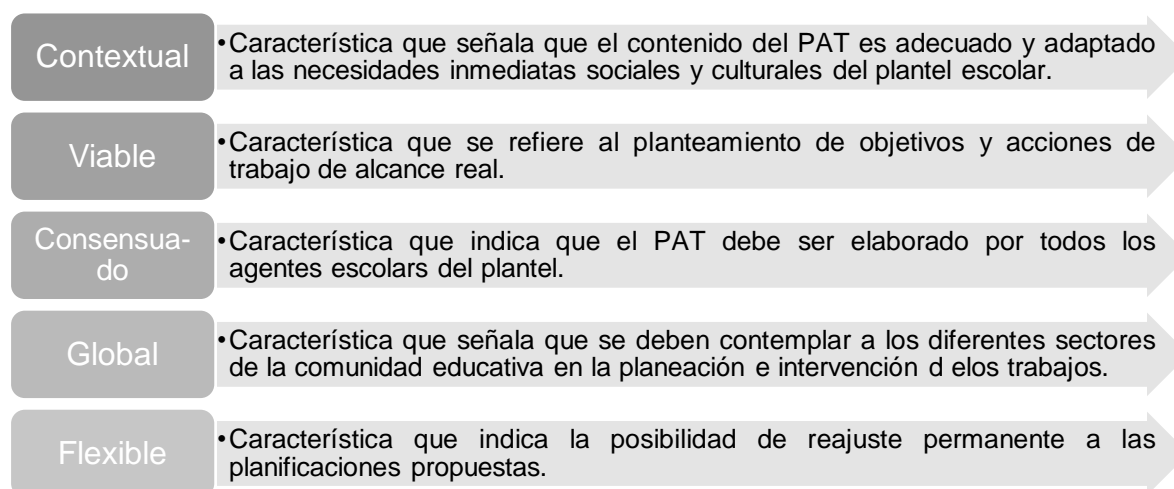 Contextual
•Característica que señala que el contenido del PAT es adecuado y adaptado
a las necesidades inmediatas sociales y culturales del plantel escolar.
Viable
•Característica que se refiere al planteamiento de objetivos y acciones de
trabajo de alcance real.
Consensua-
do
•Característica que indica que el PAT debe ser elaborado por todos los
agentes escolars del plantel.
Global
•Característica que señala que se deben contemplar a los diferentes sectores
de la comunidad educativa en la planeación e intervención d elos trabajos.
Flexible
•Característica que indica la posibilidad de reajuste permanente a las
planificaciones propuestas.